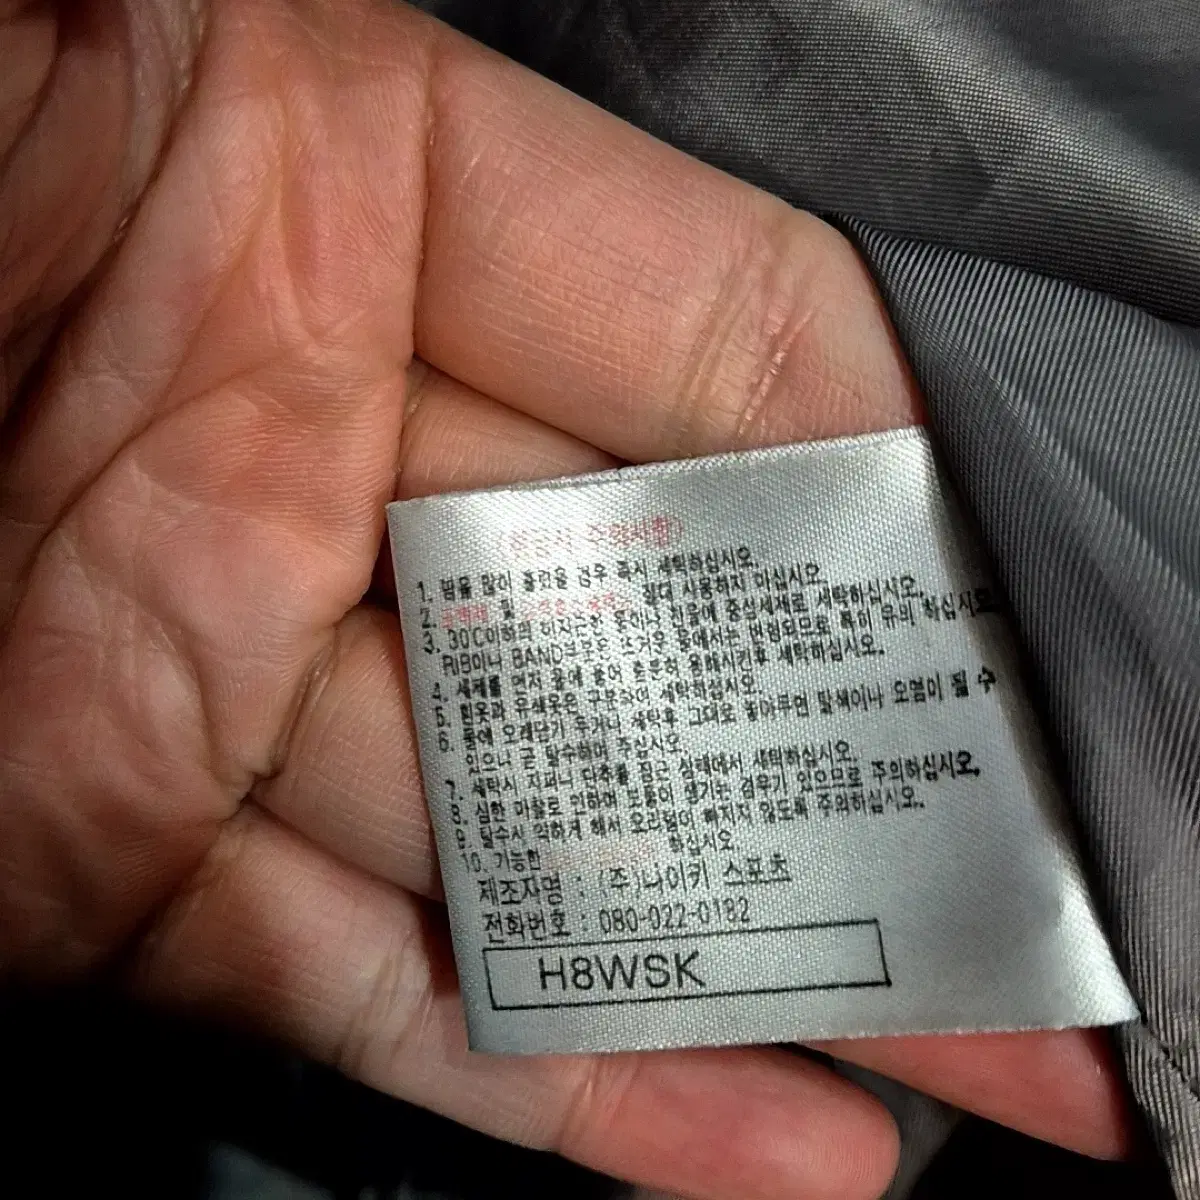 (취급시 주의사항)
1. 땀을 많이 흘렸을 경우 즉시 세탁하십시오.
2. 및 절대 사용하지 마십시오.
3. 30C이하의 미지근한 물이나 찬물에 중성세제로 세탁하십시오,
RIB이나 BAND부분은 뜨거운 물에서는 변형되므로 특히 유의 하십시오.
4. 세제를 먼저 물에 풀어 충분히 용해시킨후 세탁하십시오.
5. 흰옷과 유색옷은 구분하여 세탁하십시오.
6. 물에 오래담가 두거나 세탁후 그대로 놓아두면 탈색이나 오염이 될 수
있으니 곧 탈수하여 주십시오.
7. 세탁시 지퍼나 단추를 잠근 상태에서 세탁하십시오.
8. 심한 마찰로 인하여 보풀이 생기는 경우가 있으므로 주의하십시오,
9. 탈수시 약하게 해서 오리털이 빠지지 않도록 주의하십시오.
10. 가능한 하십시오
제조자명 : (주)나이키 스포츠
전화번호 : 080-022-0182
H8WSK